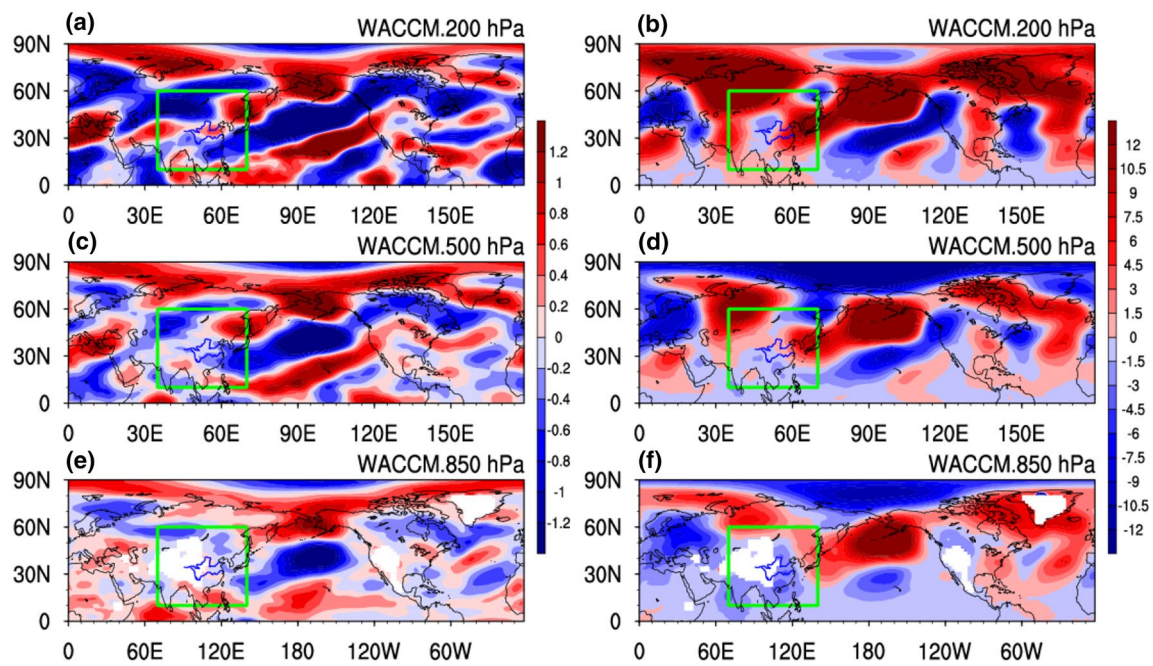 (a) WACCM.200 hPa
90N
60N
30N
0
0 30E 60E 90E 120E 150E
(b) WACCM.200 hPa
90N
60N
30N
0
0 30E 60E 90E 120E 150E
(c) WACCM.500 hPa
90N
60N
30N
0
0 30E 60E 90E 120E 150E
(d) WACCM.500 hPa
90N
60N
30N
0
0 30E 60E 90E 120E 150E
(e) WACCM.850 hPa
90N
60N
30N
0
0 60E 120E 180 120W 60W
(f) WACCM.850 hPa
90N
60N
30N
0
0 60E 120E 180 120W 60W
1.2
1
0.8
0.6
0.4
0.2
0
-0.2
-0.4
-0.6
-0.8
-1
-1.2
12
10.5
9
7.5
6
4.5
3
1.5
0
-1.5
-3
-4.5
-6
-7.5
-9
-10.5
-12